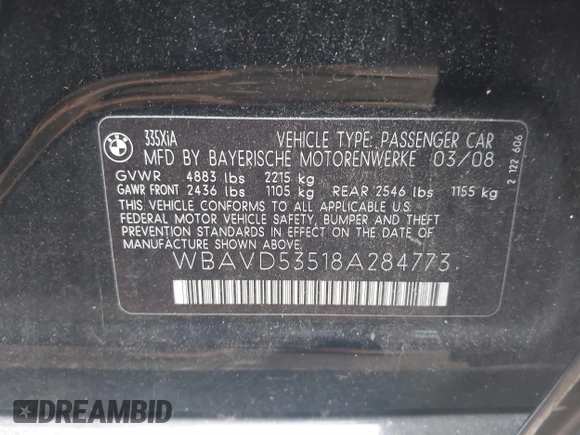 BMW
335XiA VEHICLE TYPE: PASSENGER CAR
MFD BY BAYERISCHE MOTORENWERKE 03/08
GVWR 4883 lbs 2215 kg
GAWR FRONT 2436 lbs 1105 kg REAR 2546 lbs 1155 kg
THIS VEHICLE CONFORMS TO ALL APPLICABLE U.S.
FEDERAL MOTOR VEHICLE SAFETY, BUMPER AND THEFT
PREVENTION STANDARDS IN EFFECT ON THE DATE OF
MANUFACTURE SHOWN ABOVE.
WBAVD53518A284773
2 122 606
DREAMBID